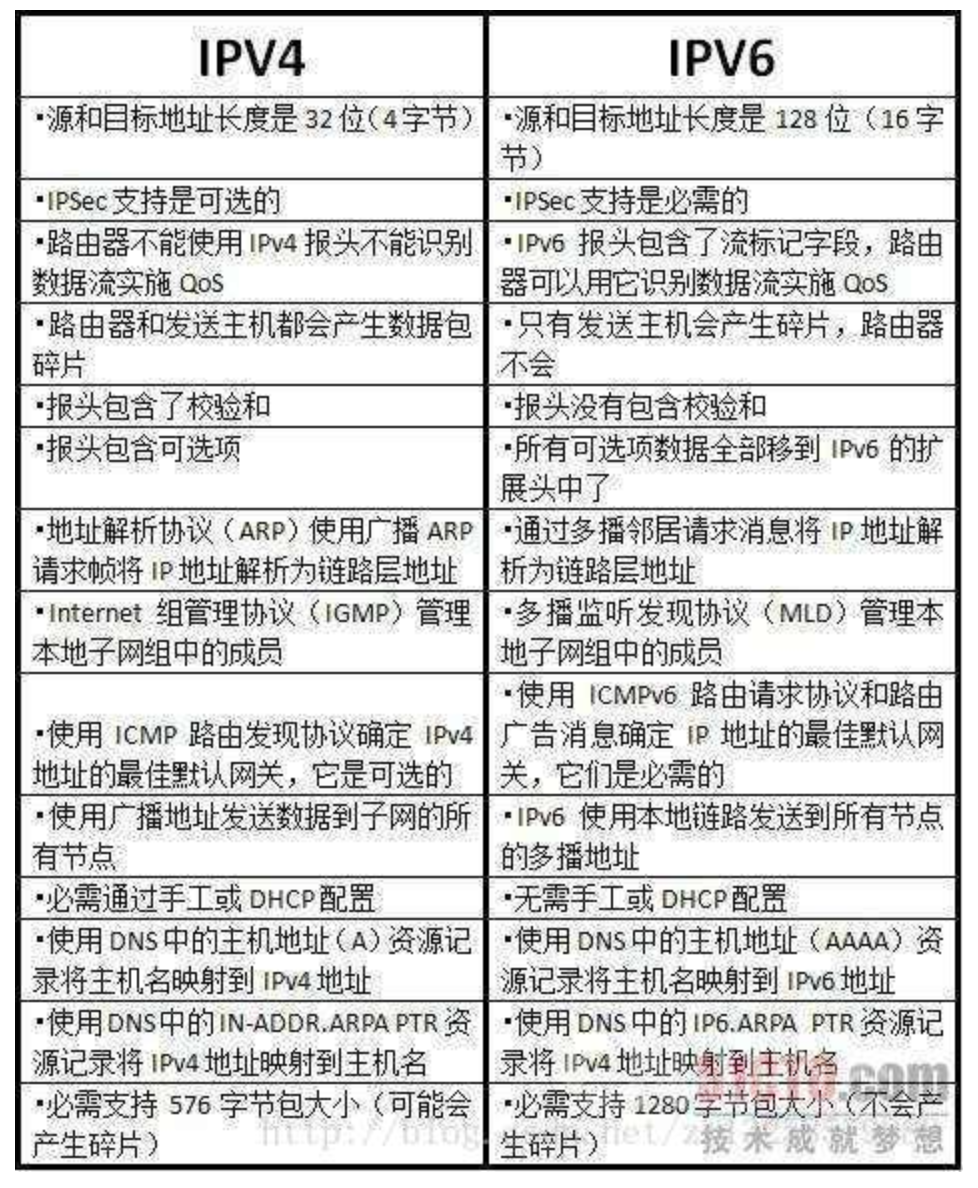 IPV4
IPV6
▪源和目标地址长度是 32 位(4 字节)
▪源和目标地址长度是 128 位（16 字
节）
▪IPSec 支持是可选的
▪IPSec 支持是必需的
▪路由器不能使用 IPv4 报头不能识别
数据流实施 QoS
▪IPv6 报头包含了流标记字段，路由
器可以用它识别数据流实施 QoS
▪路由器和发送主机都会产生数据包
碎片
▪只有发送主机会产生碎片，路由器
不会
▪报头包含了校验和
▪报头没有包含校验和
▪报头包含可选项
▪所有可选项数据全部移到 IPv6 的扩
展头中了
▪地址解析协议（ARP）使用广播 ARP
请求帧将 IP 地址解析为链路层地址
▪通过多播邻居请求消息将 IP 地址解
析为链路层地址
▪Internet 组管理协议（IGMP）管理
本地子网组中的成员
▪多播监听发现协议（MLD）管理本
地子网组中的成员
▪使用 ICMP 路由发现协议确定 IPv4
地址的最佳默认网关，它是可选的
▪使用 ICMPv6 路由请求协议和路由
广告消息确定 IP 地址的最佳默认网
关，它们是必需的
▪使用广播地址发送数据到子网的所
有节点
▪IPv6 使用本地链路发送到所有节点
的多播地址
▪必需通过手工或 DHCP 配置
▪无需手工或 DHCP 配置
▪使用 DNS 中的主机地址（A）资源记
录将主机名映射到 IPv4 地址
▪使用 DNS 中的主机地址（AAAA）资
源记录将主机名映射到 IPv6 地址
▪使用 DNS 中的 IN-ADDR.ARPA PTR 资
源记录将 IPv4 地址映射到主机名
▪使用 DNS 中的 IP6.ARPA PTR 资源记
录将 IPv4 地址映射到主机名
▪必需支持 576 字节包大小（可能会
产生碎片）
▪必需支持 1280 字节包大小（不会产
生碎片）
51CTO.com
技术成就梦想
http://blog.